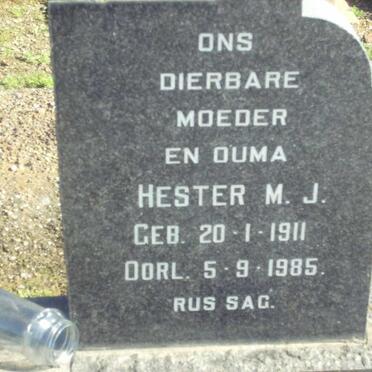 ONS
DIERBARE
MOEDER
EN OUMA
HESTER M. J.
GEB. 20-1-1911
OORL. 5-9-1985.
RUS SAG.